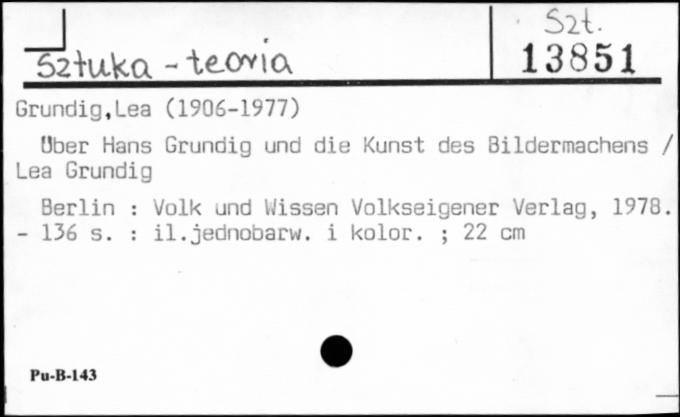 Szt.
Sztuka - teoria 13851
Grundig,Lea (1906-1977)
Über Hans Grundig und die Kunst des Bildermachens /
Lea Grundig
Berlin : Volk und Wissen Volkseigener Verlag, 1978.
- 136 s. : il.jednobarw. i kolor. ; 22 cm
Pu-B-143